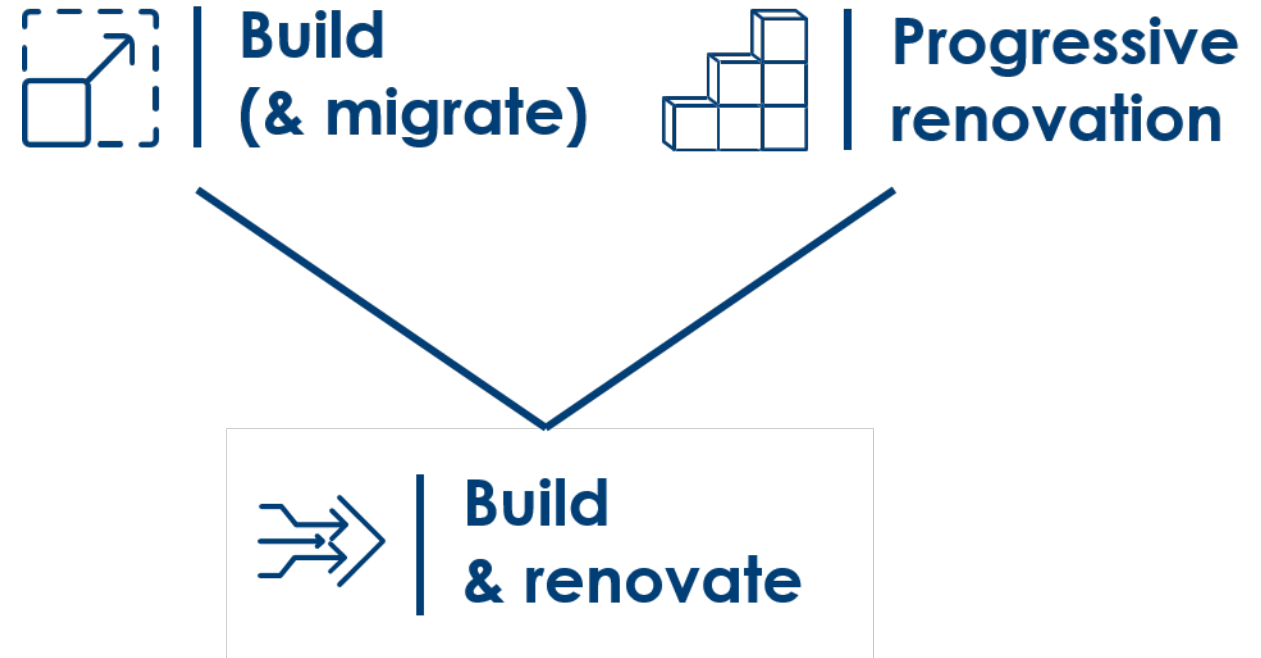 Build
(& migrate)
Progressive
renovation
Build
& renovate